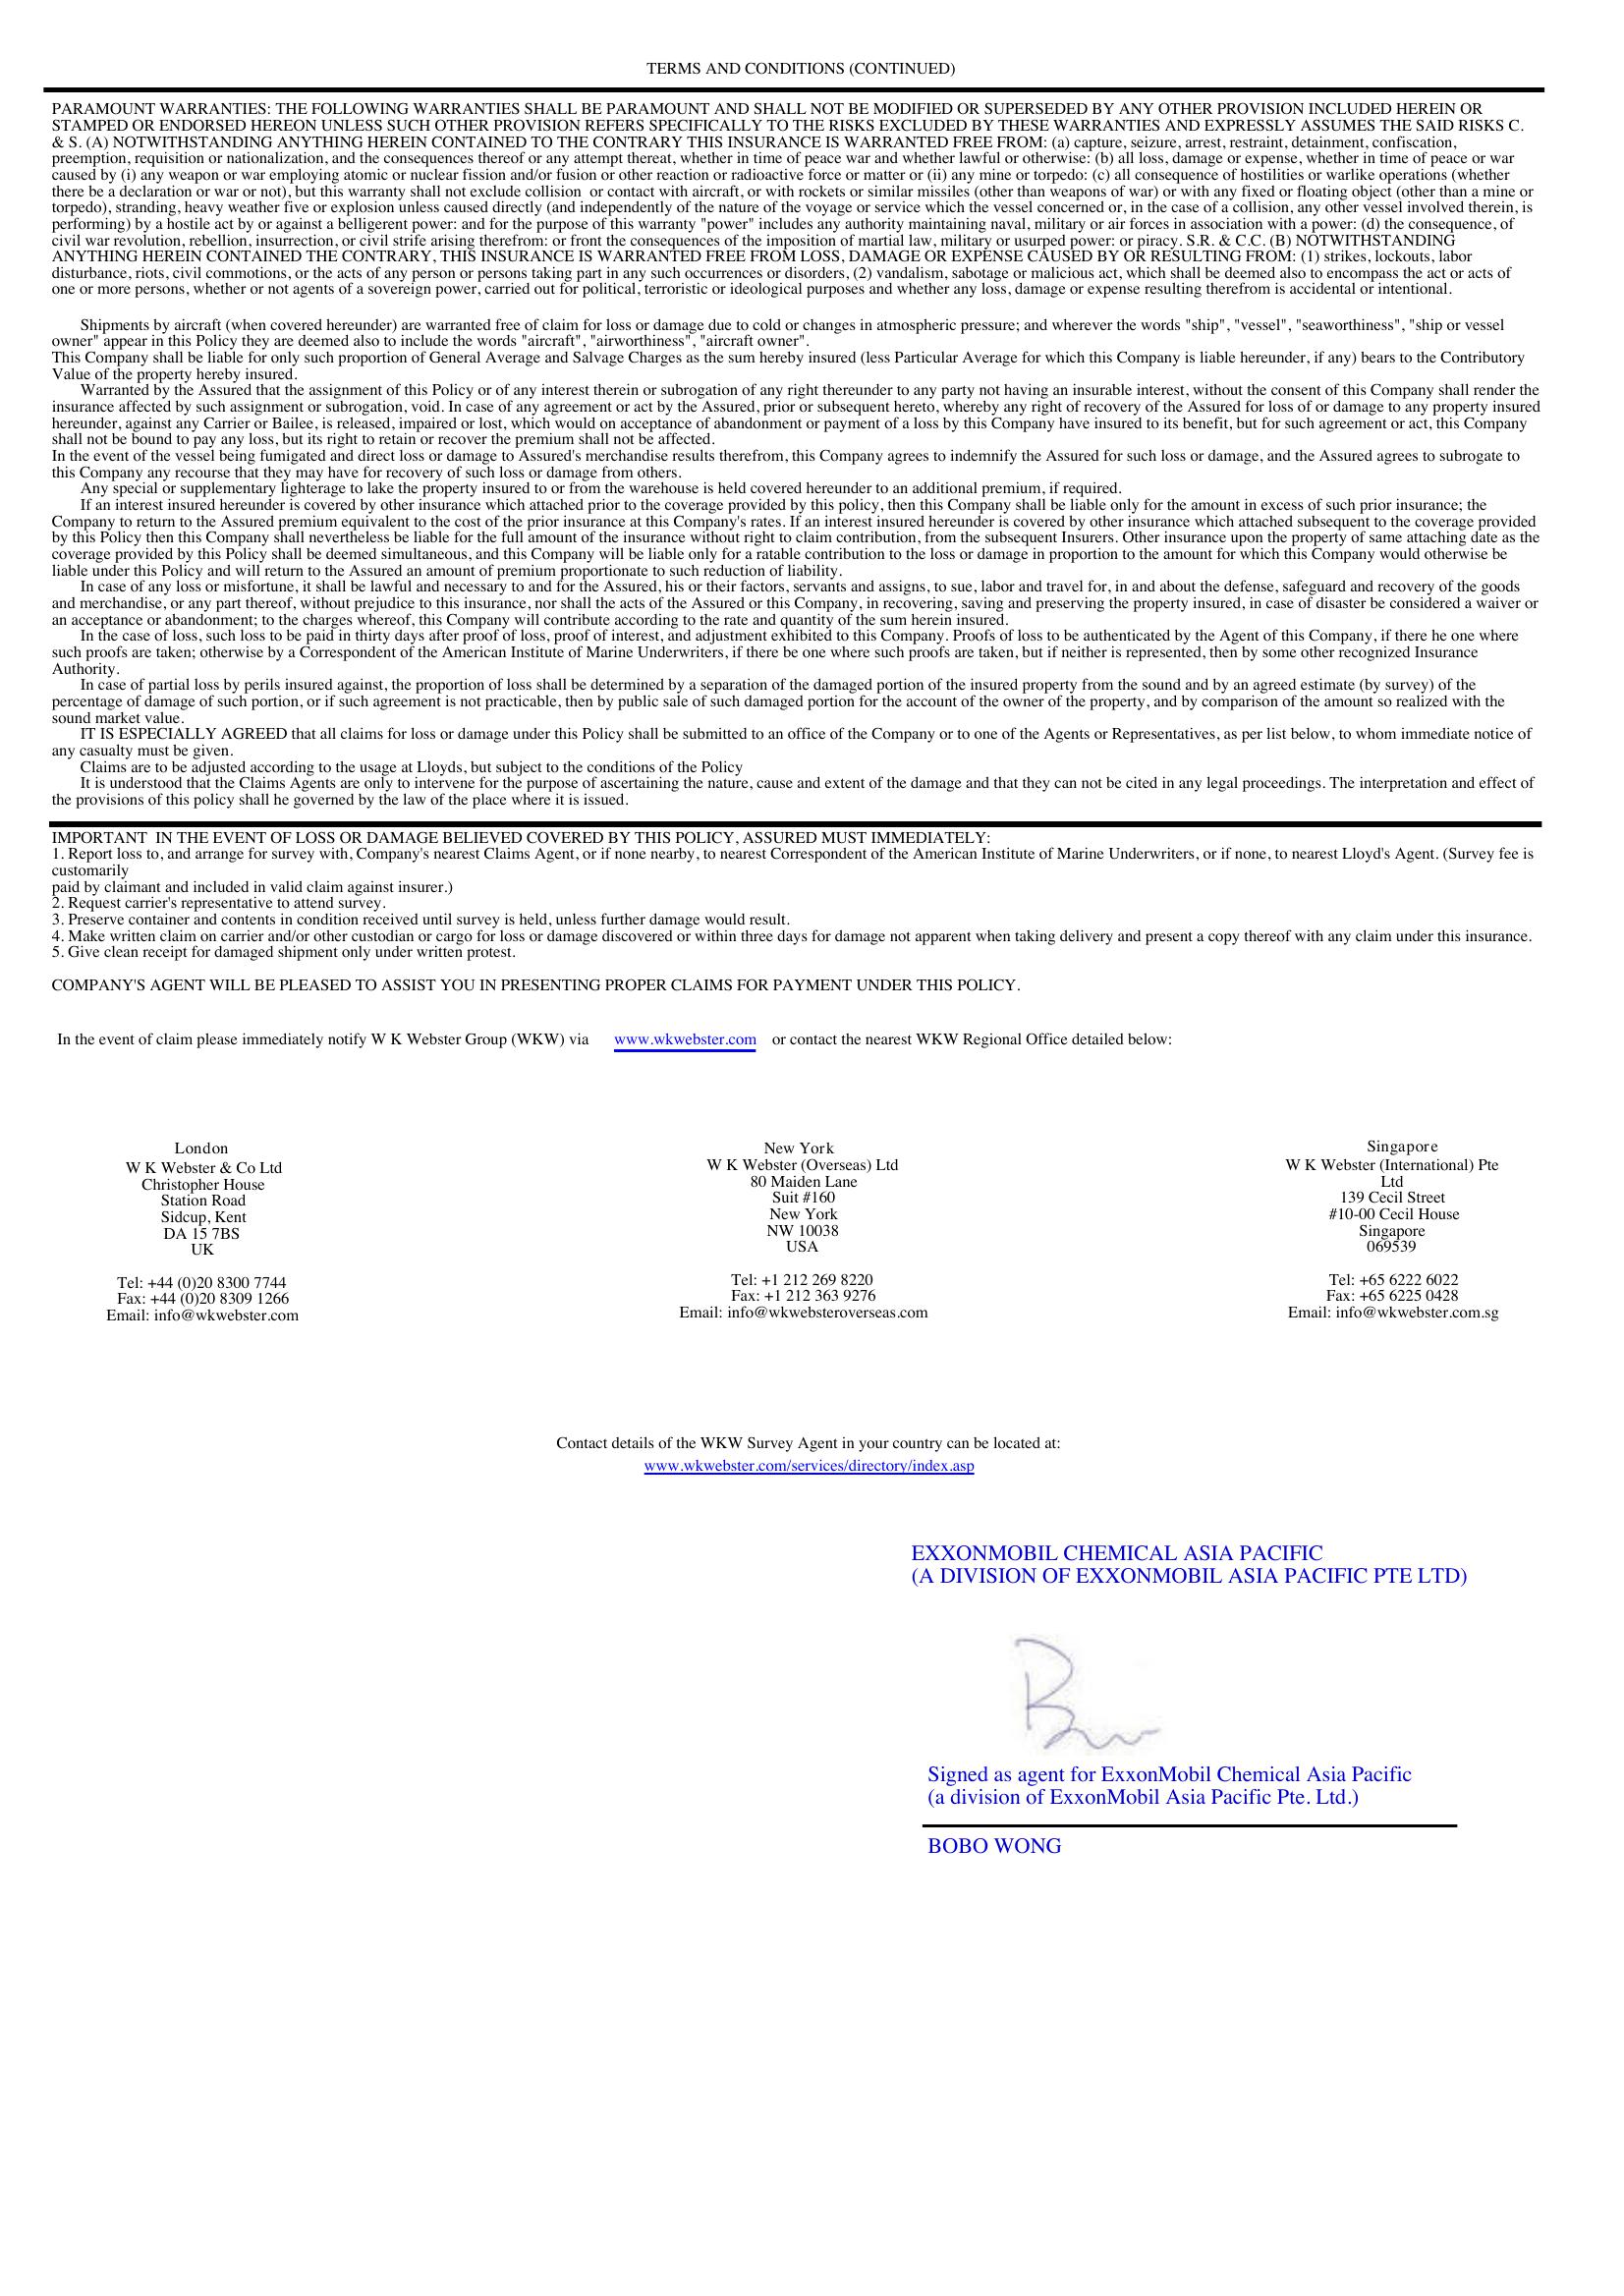 TERMS AND CONDITIONS (CONTINUED)
PARAMOUNT WARRANTIES: THE FOLLOWING WARRANTIES SHALL BE PARAMOUNT AND SHALL NOT BE MODIFIED OR SUPERSEDED BY ANY OTHER PROVISION INCLUDED HEREIN OR
STAMPED OR ENDORSED HEREON UNLESS SUCH OTHER PROVISION REFERS SPECIFICALLY TO THE RISKS EXCLUDED BY THESE WARRANTIES AND EXPRESSLY ASSUMES THE SAID RISKS C.
& S. (A) NOTWITHSTANDING ANYTHING HEREIN CONTAINED TO THE CONTRARY THIS INSURANCE IS WARRANTED FREE FROM: (a) capture, seizure, arrest, restraint, detainment, confiscation,
preemption, requisition or nationalization, and the consequences thereof or any attempt thereat, whether in time of peace war and whether lawful or otherwise: (b) all loss, damage or expense, whether in time of peace or war
caused by (i) any weapon or war employing atomic or nuclear fission and/or fusion or other reaction or radioactive force or matter or (ii) any mine or torpedo: (c) all consequence of hostilities or warlike operations (whether
there be a declaration or war or not), but this warranty shall not exclude collision or contact with aircraft, or with rockets or similar missiles (other than weapons of war) or with any fixed or floating object (other than a mine or
torpedo), stranding, heavy weather five or explosion unless caused directly (and independently of the nature of the voyage or service which the vessel concerned or, in the case of a collision, any other vessel involved therein, is
performing) by a hostile act by or against a belligerent power: and for the purpose of this warranty "power" includes any authority maintaining naval, military or air forces in association with a power: (d) the consequence, of
civil war revolution, rebellion, insurrection, or civil strife arising therefrom: or front the consequences of the imposition of martial law, military or usurped power: or piracy. S.R. & C.C. (B) NOTWITHSTANDING
ANYTHING HEREIN CONTAINED THE CONTRARY, THIS INSURANCE IS WARRANTED FREE FROM LOSS, DAMAGE OR EXPENSE CAUSED BY OR RESULTING FROM: (1) strikes, lockouts, labor
disturbance, riots, civil commotions, or the acts of any person or persons taking part in any such occurrences or disorders, (2) vandalism, sabotage or malicious act, which shall be deemed also to encompass the act or acts of
one or more persons, whether or not agents of a sovereign power, carried out for political, terroristic or ideological purposes and whether any loss, damage or expense resulting therefrom is accidental or intentional.
Shipments by aircraft (when covered hereunder) are warranted free of claim for loss or damage due to cold or changes in atmospheric pressure; and wherever the words "ship", "vessel", "seaworthiness", "ship or vessel
owner" appear in this Policy they are deemed also to include the words "aircraft", "airworthiness", "aircraft owner".
This Company shall be liable for only such proportion of General Average and Salvage Charges as the sum hereby insured (less Particular Average for which this Company is liable hereunder, if any) bears to the Contributory
Value of the property hereby insured.
Warranted by the Assured that the assignment of this Policy or of any interest therein or subrogation of any right thereunder to any party not having an insurable interest, without the consent of this Company shall render the
insurance affected by such assignment or subrogation, void. In case of any agreement or act by the Assured, prior or subsequent hereto, whereby any right of recovery of the Assured for loss of or damage to any property insured
hereunder, against any Carrier or Bailee, is released, impaired or lost, which would on acceptance of abandonment or payment of a loss by this Company have insured to its benefit, but for such agreement or act, this Company
shall not be bound to pay any loss, but its right to retain or recover the premium shall not be affected.
In the event of the vessel being fumigated and direct loss or damage to Assured's merchandise results therefrom, this Company agrees to indemnify the Assured for such loss or damage, and the Assured agrees to subrogate to
this Company any recourse that they may have for recovery of such loss or damage from others.
Any special or supplementary lighterage to lake the property insured to or from the warehouse is held covered hereunder to an additional premium, if required.
If an interest insured hereunder is covered by other insurance which attached prior to the coverage provided by this policy, then this Company shall be liable only for the amount in excess of such prior insurance; the
Company to return to the Assured premium equivalent to the cost of the prior insurance at this Company's rates. If an interest insured hereunder is covered by other insurance which attached subsequent to the coverage provided
by this Policy then this Company shall nevertheless be liable for the full amount of the insurance without right to claim contribution, from the subsequent Insurers. Other insurance upon the property of same attaching date as the
coverage provided by this Policy shall be deemed simultaneous, and this Company will be liable only for a ratable contribution to the loss or damage in proportion to the amount for which this Company would otherwise be
liable under this Policy and will return to the Assured an amount of premium proportionate to such reduction of liability.
In case of any loss or misfortune, it shall be lawful and necessary to and for the Assured, his or their factors, servants and assigns, to sue, labor and travel for, in and about the defense, safeguard and recovery of the goods
and merchandise, or any part thereof, without prejudice to this insurance, nor shall the acts of the Assured or this Company, in recovering, saving and preserving the property insured, in case of disaster be considered a waiver or
an acceptance or abandonment; to the charges whereof, this Company will contribute according to the rate and quantity of the sum herein insured.
In the case of loss, such loss to be paid in thirty days after proof of loss, proof of interest, and adjustment exhibited to this Company. Proofs of loss to be authenticated by the Agent of this Company, if there he one where
such proofs are taken; otherwise by a Correspondent of the American Institute of Marine Underwriters, if there be one where such proofs are taken, but if neither is represented, then by some other recognized Insurance
Authority.
In case of partial loss by perils insured against, the proportion of loss shall be determined by a separation of the damaged portion of the insured property from the sound and by an agreed estimate (by survey) of the
percentage of damage of such portion, or if such agreement is not practicable, then by public sale of such damaged portion for the account of the owner of the property, and by comparison of the amount so realized with the
sound market value.
IT IS ESPECIALLY AGREED that all claims for loss or damage under this Policy shall be submitted to an office of the Company or to one of the Agents or Representatives, as per list below, to whom immediate notice of
any casualty must be given.
Claims are to be adjusted according to the usage at Lloyds, but subject to the conditions of the Policy
It is understood that the Claims Agents are only to intervene for the purpose of ascertaining the nature, cause and extent of the damage and that they can not be cited in any legal proceedings. The interpretation and effect of
the provisions of this policy shall he governed by the law of the place where it is issued.
IMPORTANT IN THE EVENT OF LOSS OR DAMAGE BELIEVED COVERED BY THIS POLICY, ASSURED MUST IMMEDIATELY:
1. Report loss to, and arrange for survey with, Company's nearest Claims Agent, or if none nearby, to nearest Correspondent of the American Institute of Marine Underwriters, or if none, to nearest Lloyd's Agent. (Survey fee is
customarily
paid by claimant and included in valid claim against insurer.)
2. Request carrier's representative to attend survey.
3. Preserve container and contents in condition received until survey is held, unless further damage would result.
4. Make written claim on carrier and/or other custodian or cargo for loss or damage discovered or within three days for damage not apparent when taking delivery and present a copy thereof with any claim under this insurance.
5. Give clean receipt for damaged shipment only under written protest.
COMPANY'S AGENT WILL BE PLEASED TO ASSIST YOU IN PRESENTING PROPER CLAIMS FOR PAYMENT UNDER THIS POLICY.
In the event of claim please immediately notify W K Webster Group (WKW) via www.wkwebster.com or contact the nearest WKW Regional Office detailed below:
London
W K Webster & Co Ltd
Christopher House
Station Road
Sidcup, Kent
DA 15 7BS
UK
Tel: +44 (0)20 8300 7744
Fax: +44 (0)20 8309 1266
Email: info@wkwebster.com
New York
W K Webster (Overseas) Ltd
80 Maiden Lane
Suit #160
New York
NW 10038
USA
Tel: +1 212 269 8220
Fax: +1 212 363 9276
Email: info@wkwebsteroverseas.com
Singapore
W K Webster (International) Pte
Ltd
139 Cecil Street
#10-00 Cecil House
Singapore
069539
Tel: +65 6222 6022
Fax: +65 6225 0428
Email: info@wkwebster.com.sg
Contact details of the WKW Survey Agent in your country can be located at:
www.wkwebster.com/services/directory/index.asp
EXXONMOBIL CHEMICAL ASIA PACIFIC
(A DIVISION OF EXXONMOBIL ASIA PACIFIC PTE LTD)
Signed as agent for ExxonMobil Chemical Asia Pacific
(a division of ExxonMobil Asia Pacific Pte. Ltd.)
BOBO WONG